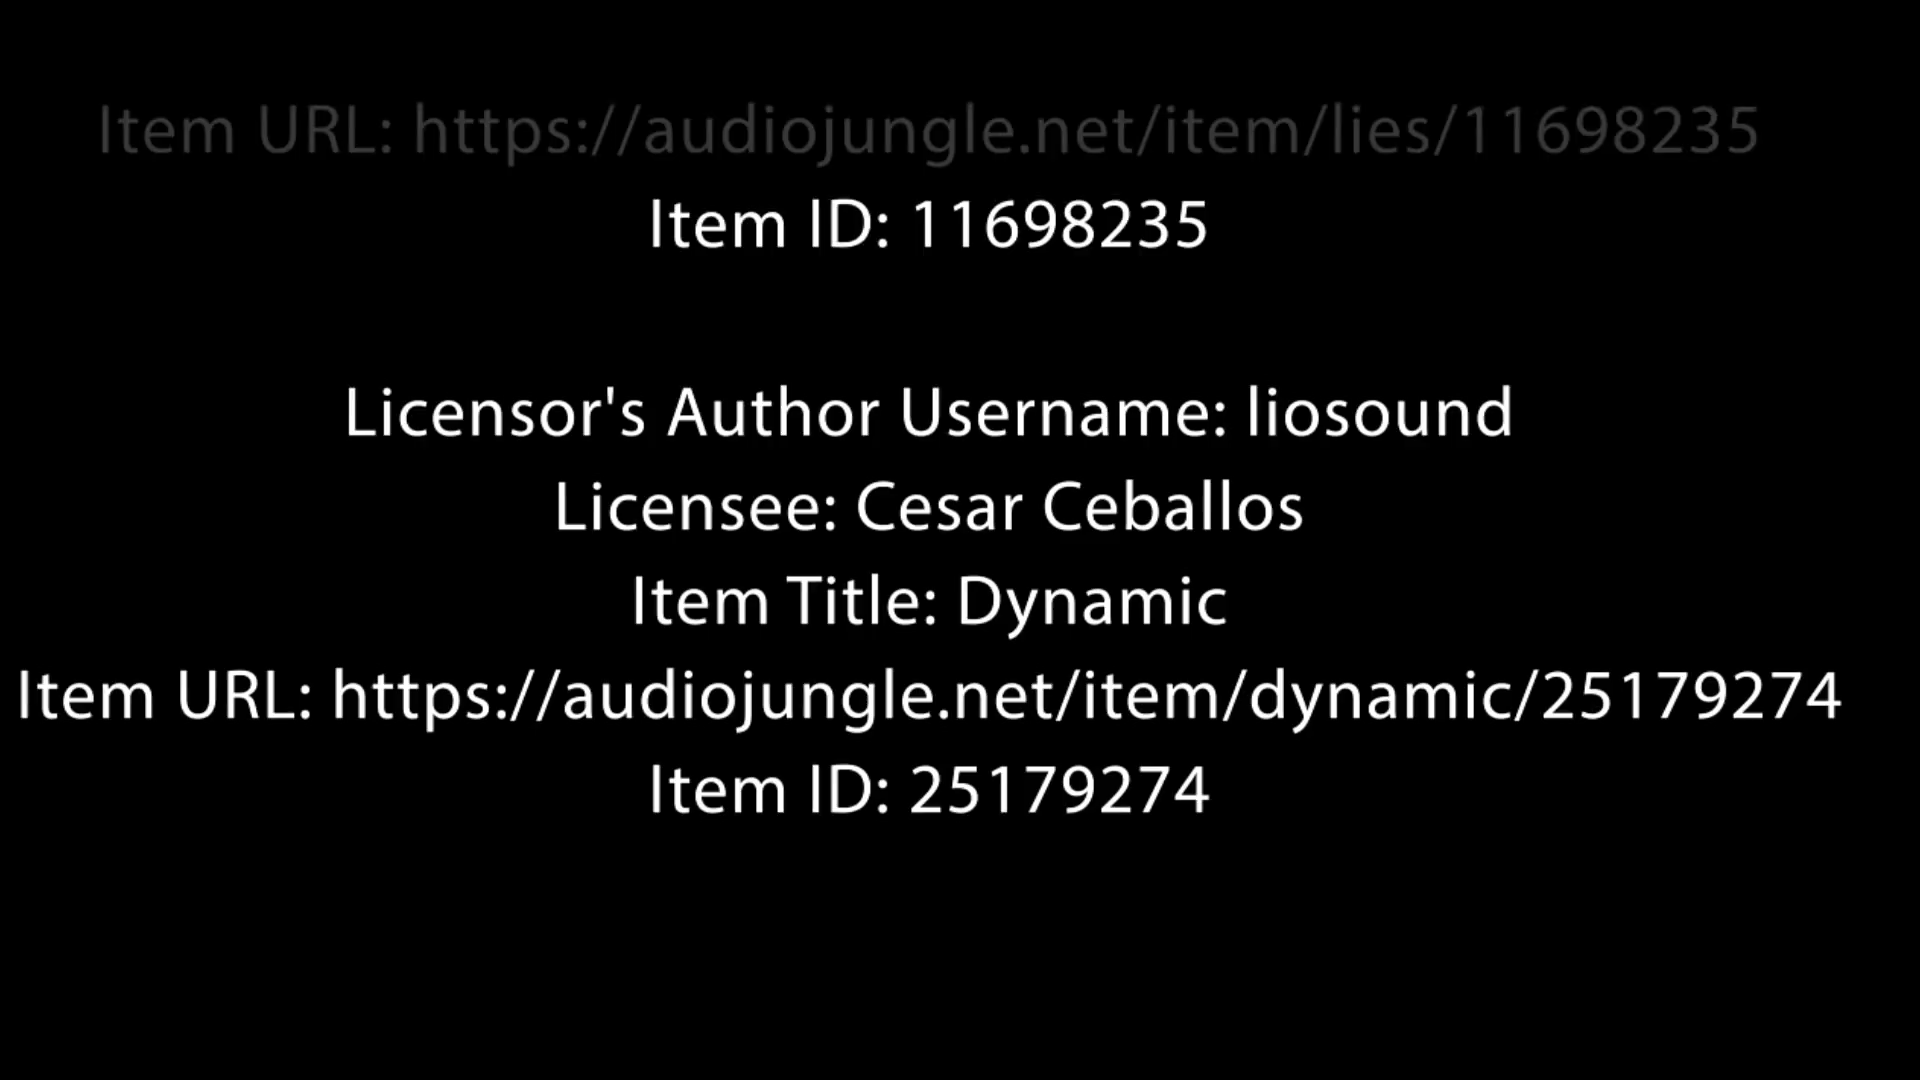 Item URL: https://audiojungle.net/item/lies/11698235
Item ID: 11698235
Licensor's Author Username: liosound
Licensee: Cesar Ceballos
Item Title: Dynamic
Item URL: https://audiojungle.net/item/dynamic/25179274
Item ID: 25179274